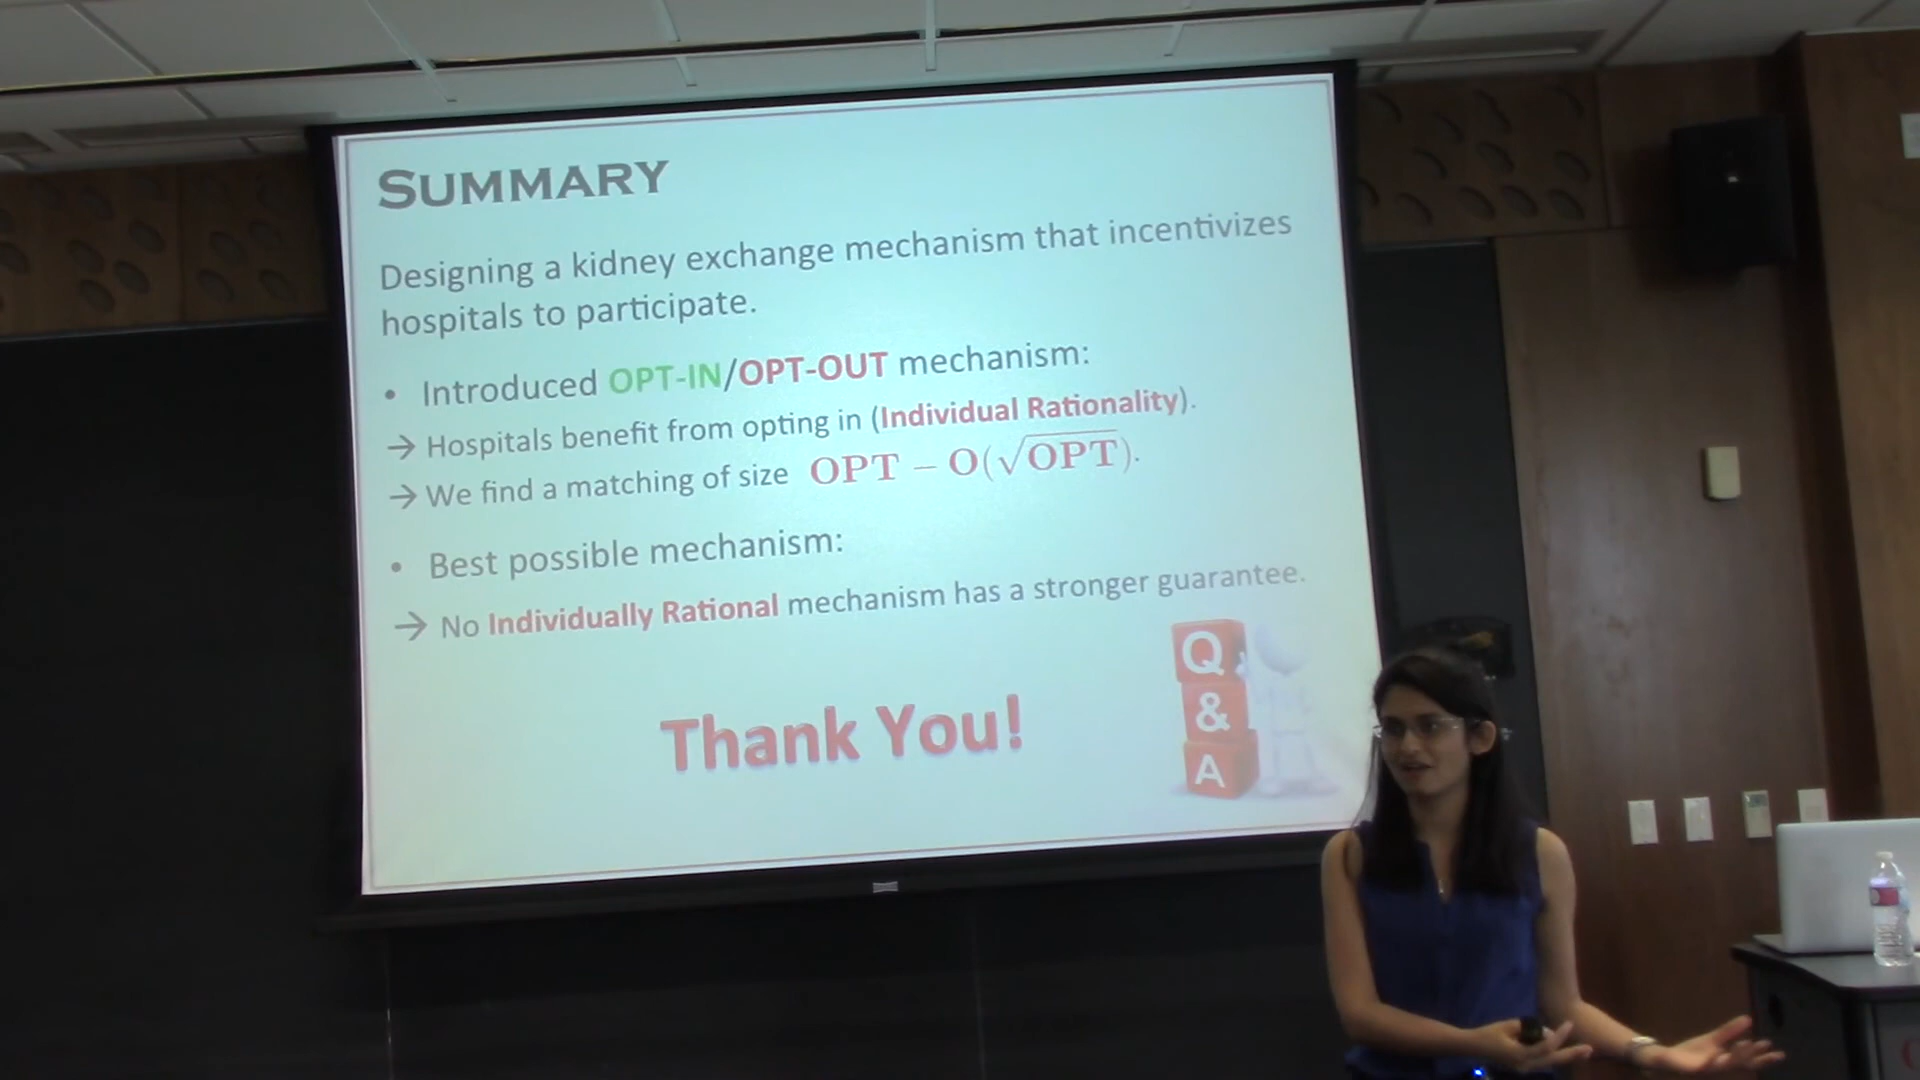 SUMMARY
Designing a kidney exchange mechanism that incentivizes
hospitals to participate.
• Introduced OPT-IN/OPT-OUT mechanism:
→ Hospitals benefit from opting in (Individual Rationality).
→ We find a matching of size OPT – O(√OPT).
• Best possible mechanism:
→ No Individually Rational mechanism has a stronger guarantee.
Q
&
A
Thank You!